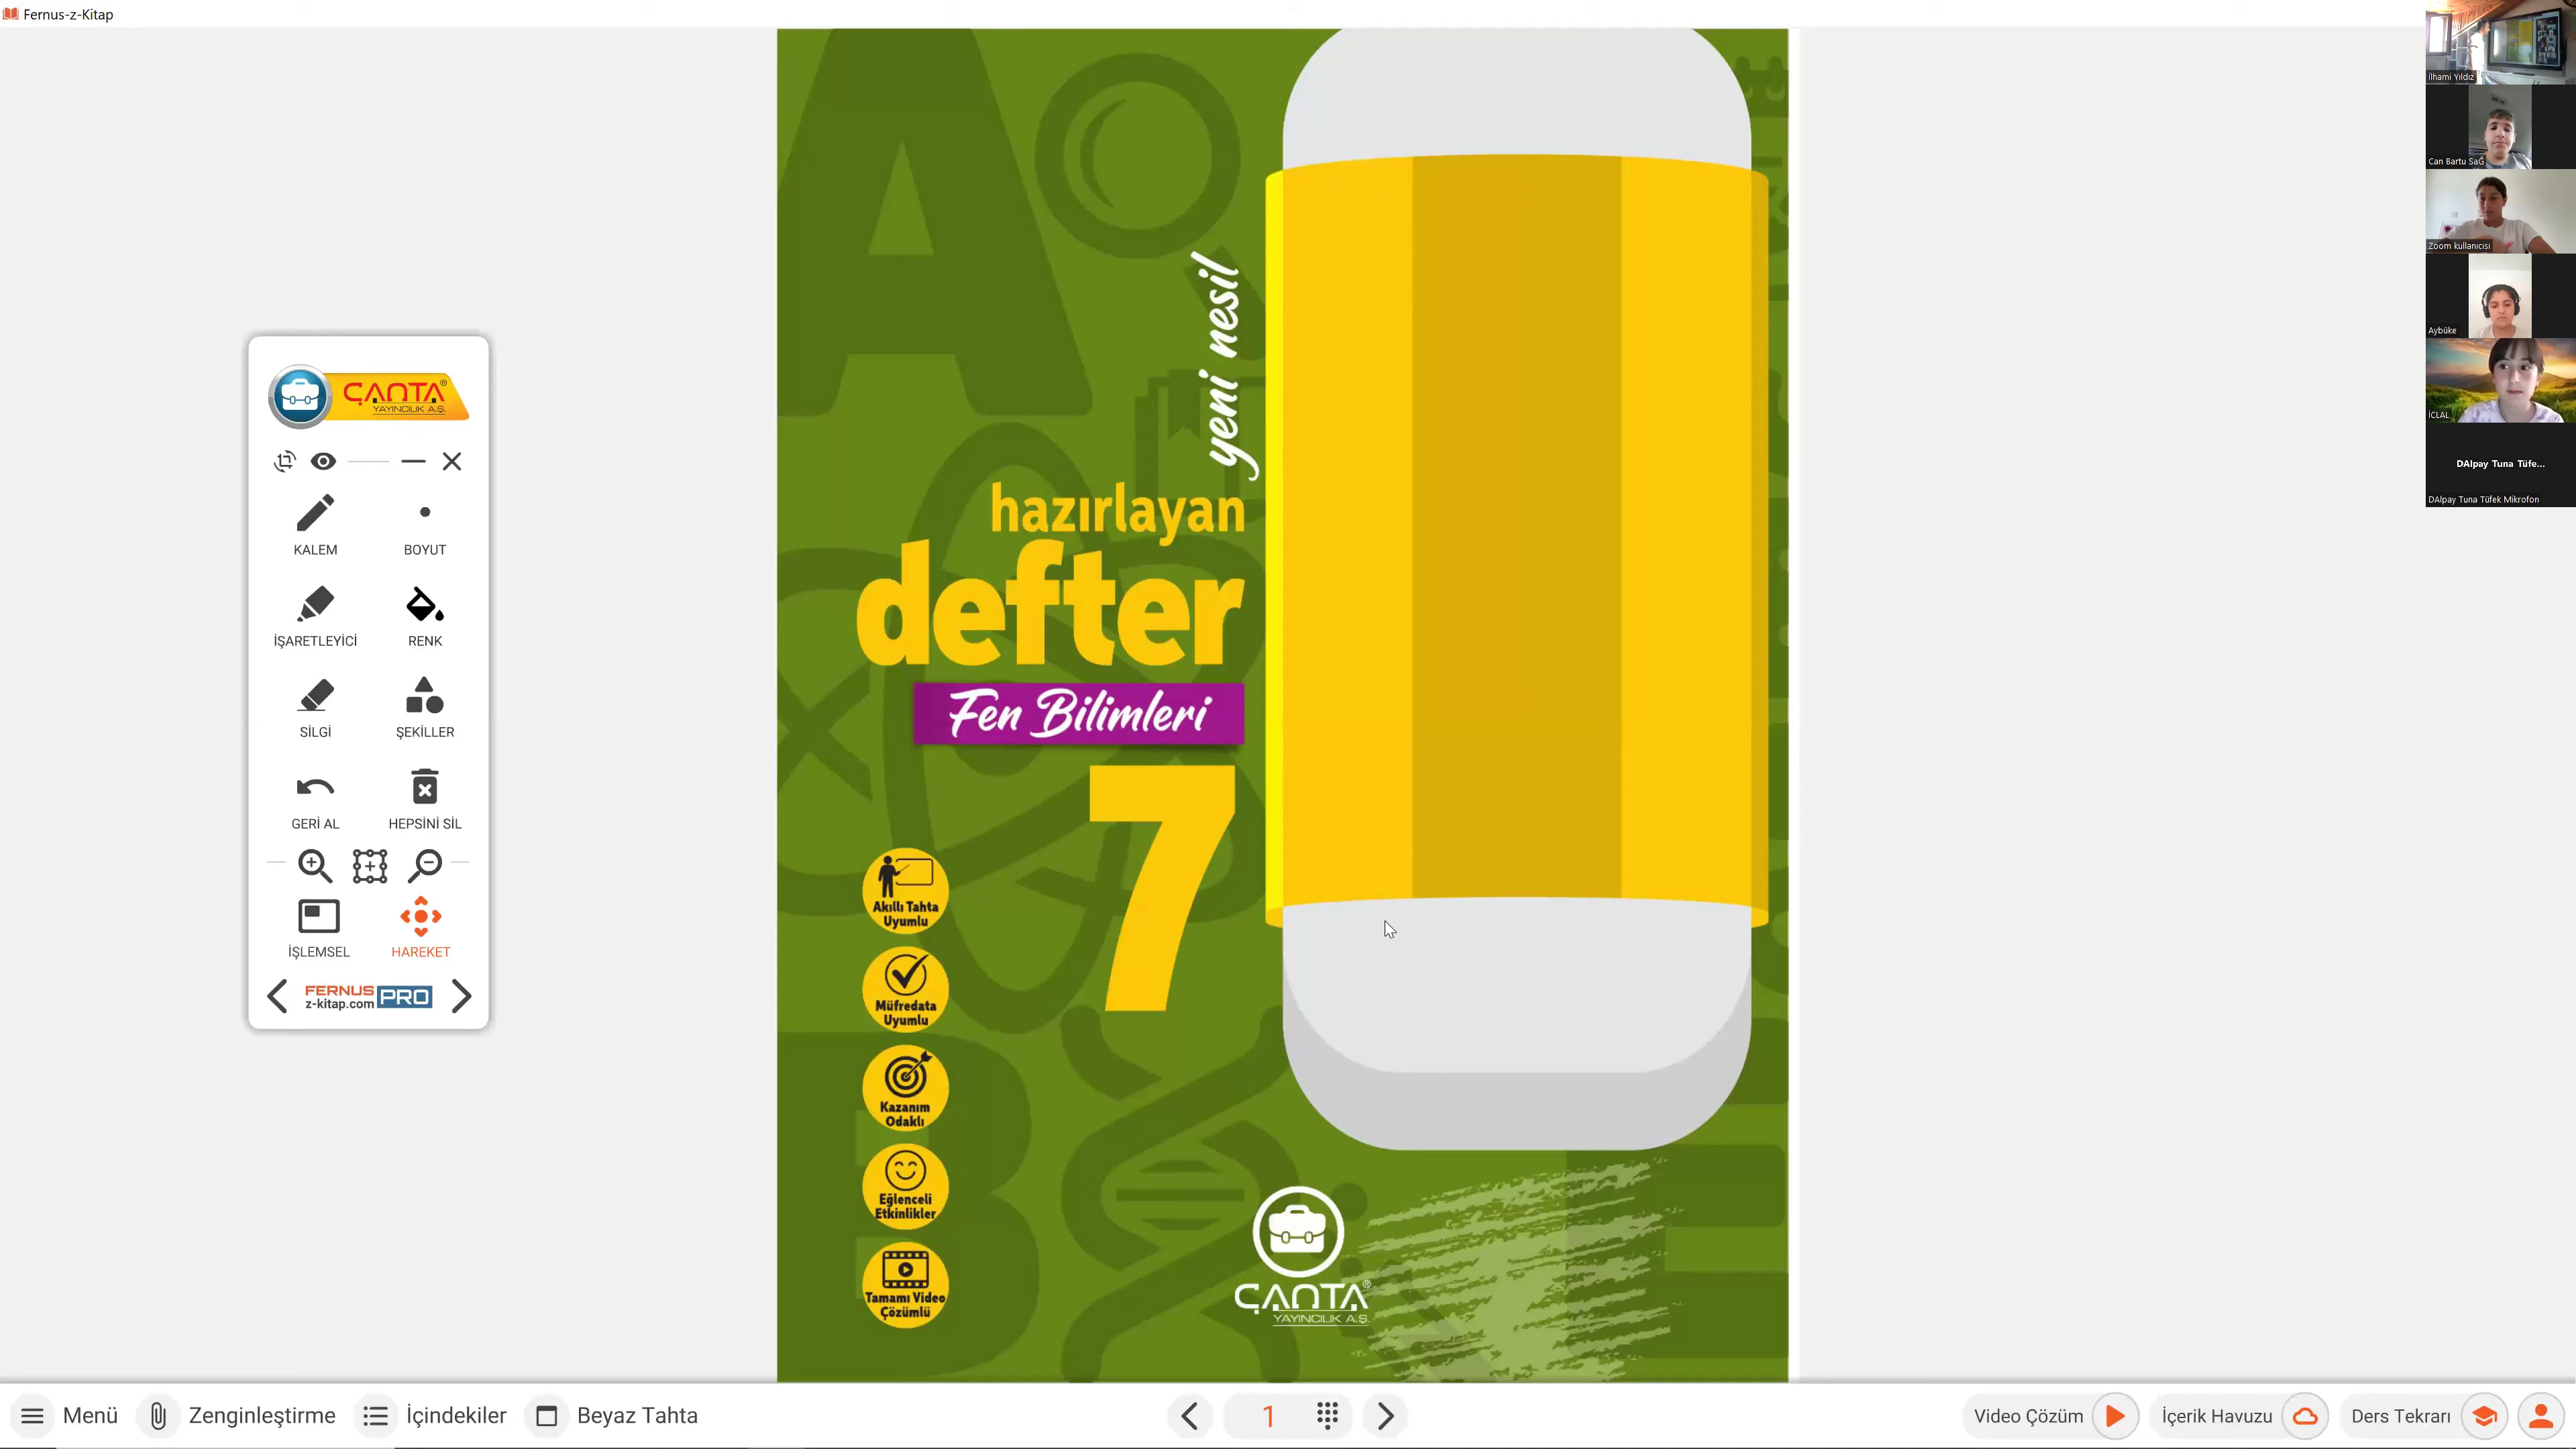 Fernus-z-Kitap
İlhami Yıldız
Can Bartu SaĞ
Zoom kullanıcısı
Aybüke
İCLAL
DAlpay Tuna Tüfe...
DAlpay Tuna Tüfek Mikrofon
ÇANTA®
YAYINCILIK A.Ş.
KALEM
BOYUT
İŞARETLEYİCİ
RENK
SİLGİ
ŞEKİLLER
GERİ AL
HEPSİNİ SİL
İŞLEMSEL
HAREKET
FERNUS
z-kitap.com
PRO
yeni nesil
hazırlayan
defter
Fen Bilimleri
7
Akıllı Tahta
Uyumlu
Müfredata
Uyumlu
Kazanım
Odaklı
Eğlenceli
Etkinlikler
Tamamı Video
Çözümlü
ÇANTA®
YAYINCILIK A.Ş.
Menü
Zenginleştirme
İçindekiler
Beyaz Tahta
1
Video Çözüm
İçerik Havuzu
Ders Tekrarı